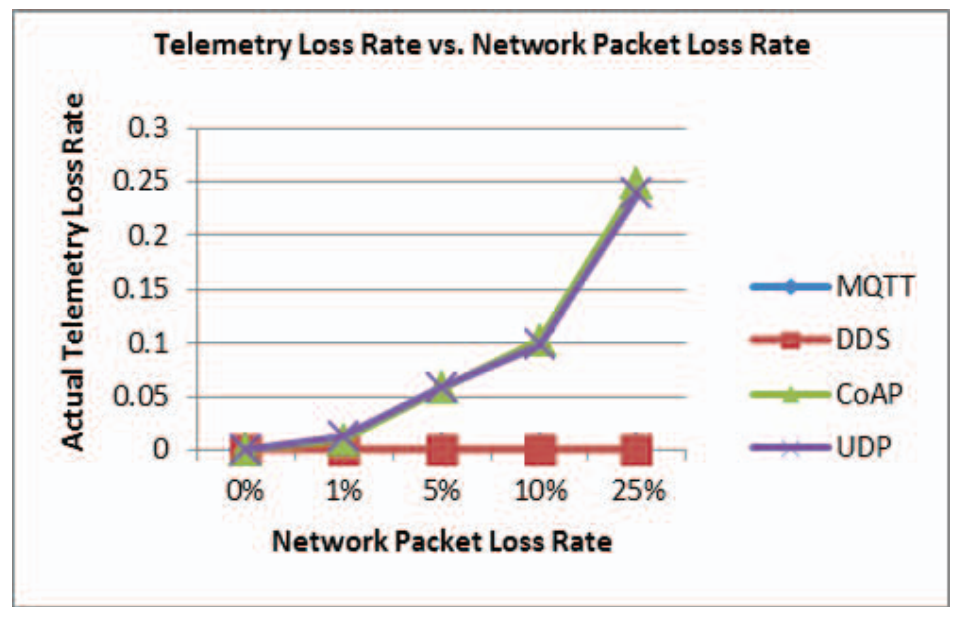 Telemetry Loss Rate vs. Network Packet Loss Rate
Actual Telemetry Loss Rate
0.3
0.25
0.2
0.15
0.1
0.05
0
0% 1% 5% 10% 25%
Network Packet Loss Rate
MQTT
DDS
CoAP
UDP